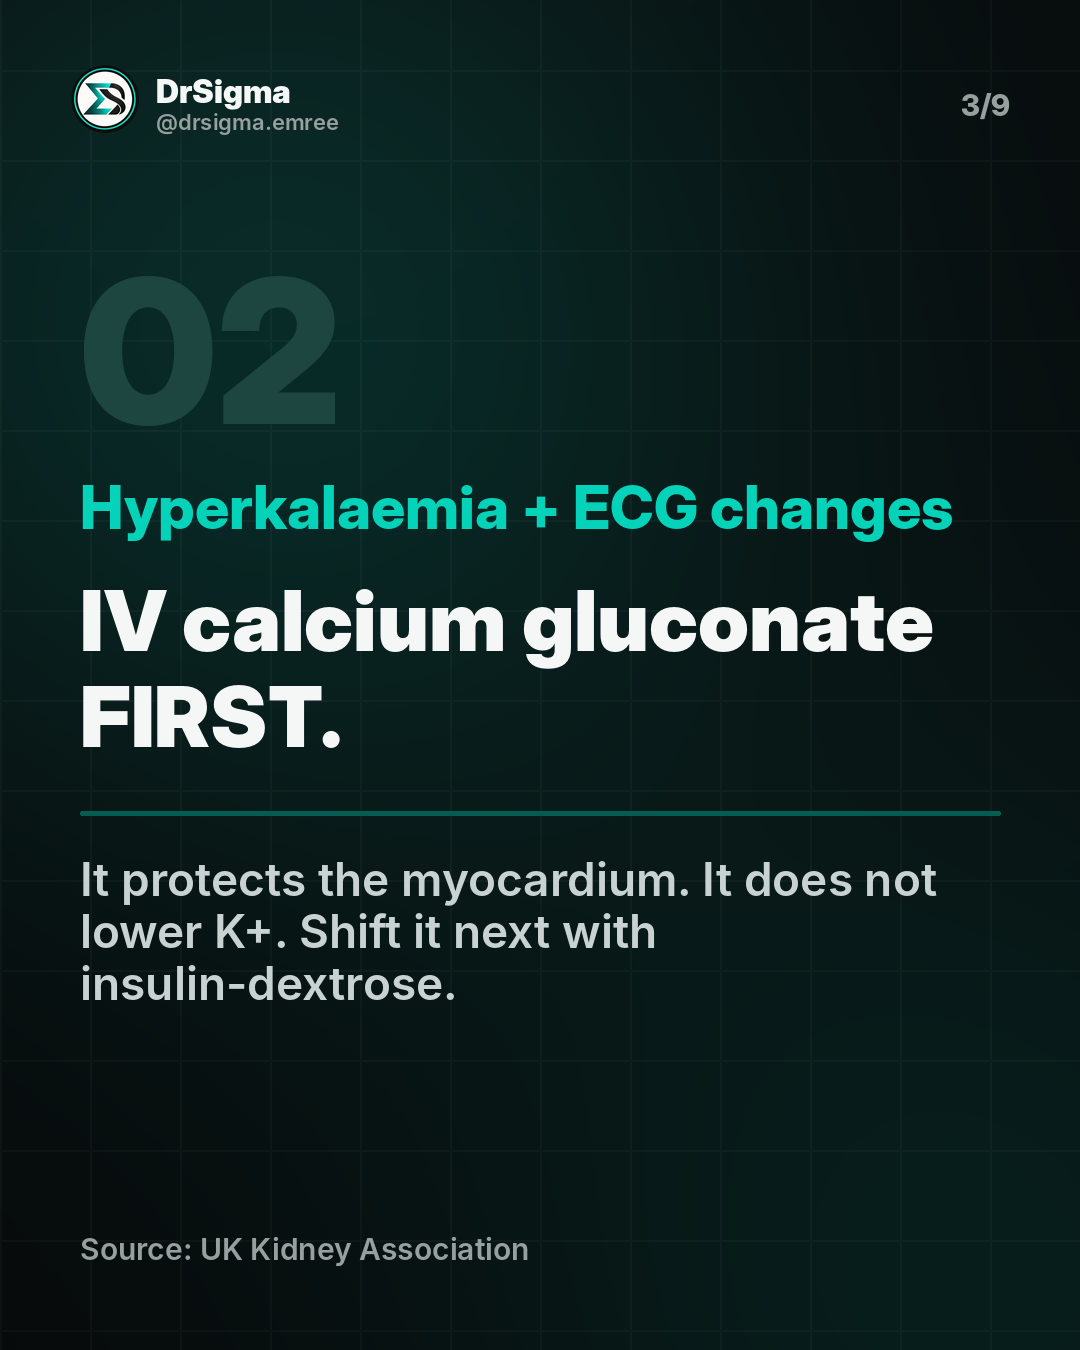 DrSigma
@drsigma.emree
3/9
02
Hyperkalaemia + ECG changes
IV calcium gluconate
FIRST.
It protects the myocardium. It does not
lower K+. Shift it next with
insulin-dextrose.
Source: UK Kidney Association